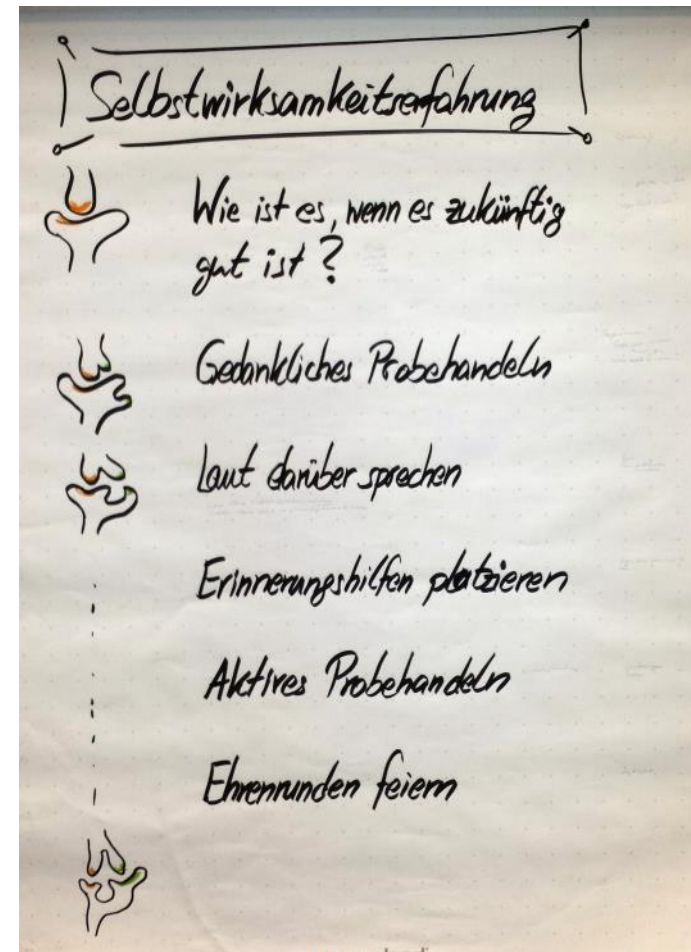 Selbstwirksamkeitserfahrung
Wie ist es, wenn es zukünftig
gut ist?
Gedankliches Probehandeln
Laut darüber sprechen
Erinnerungshilfen platzieren
Aktives Probehandeln
Ehrenrunden feiern